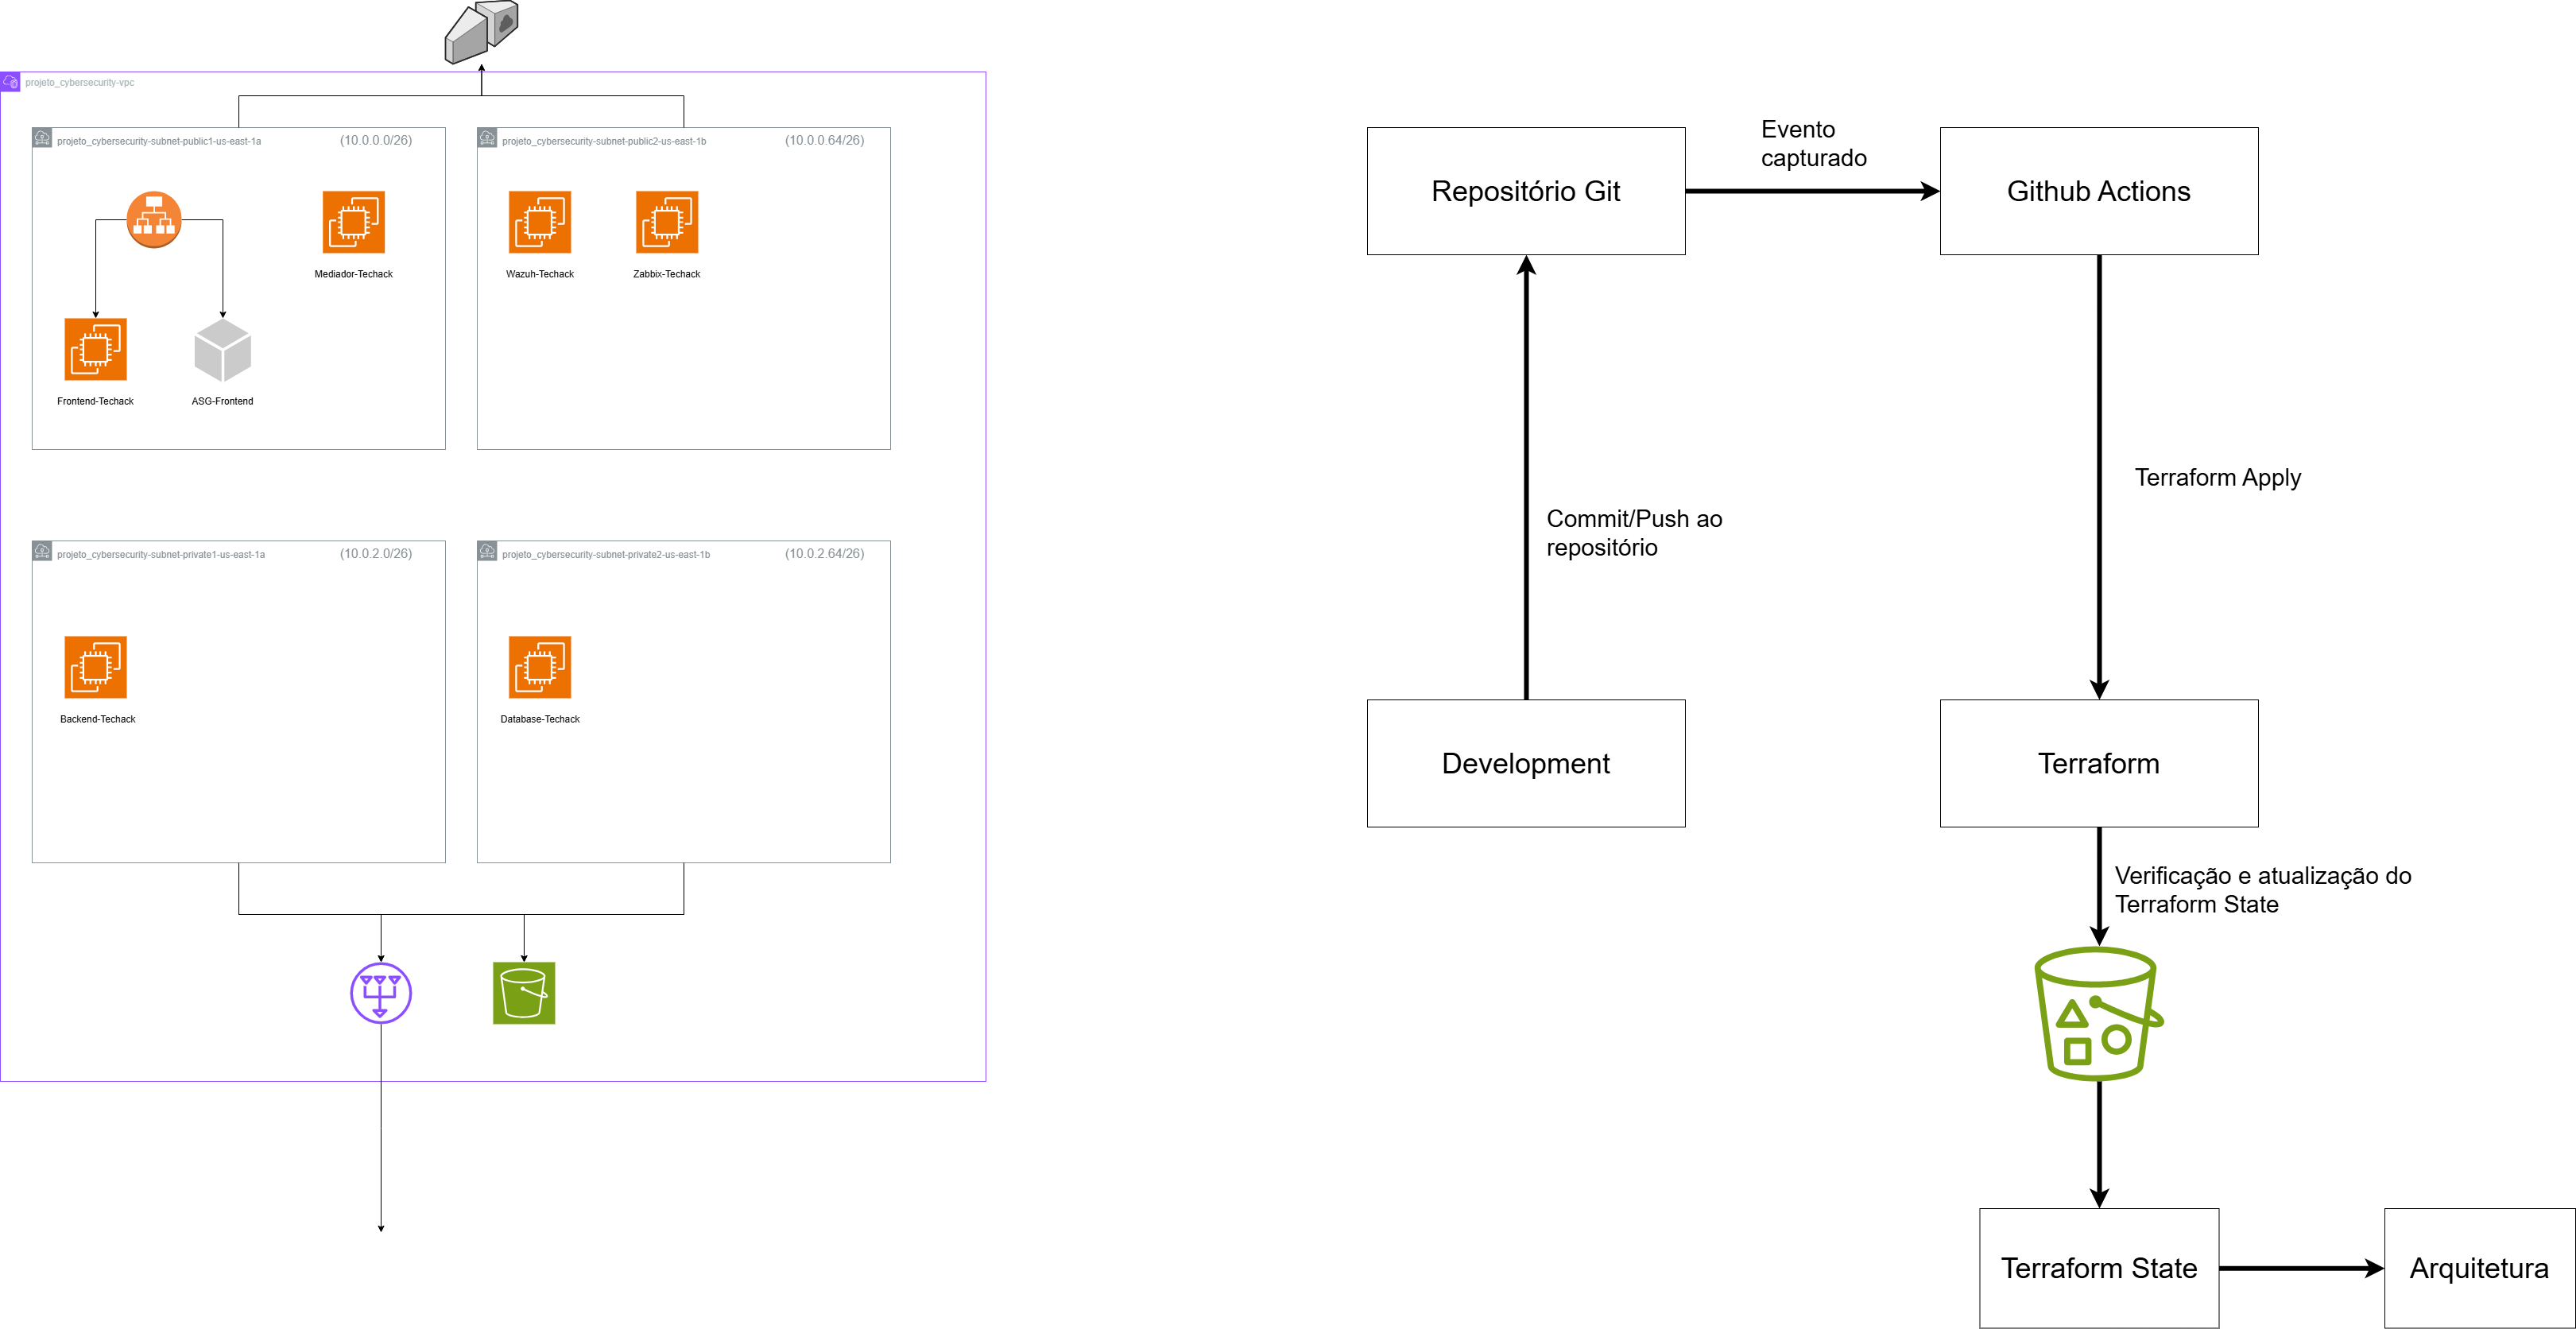 projeto_cybersecurity-vpc
projeto_cybersecurity-subnet-public1-us-east-1a
(10.0.0.0/26)
projeto_cybersecurity-subnet-public2-us-east-1b
(10.0.0.64/26)
Mediador-Techack
Wazuh-Techack
Zabbix-Techack
Frontend-Techack
ASG-Frontend
projeto_cybersecurity-subnet-private1-us-east-1a
(10.0.2.0/26)
projeto_cybersecurity-subnet-private2-us-east-1b
(10.0.2.64/26)
Backend-Techack
Database-Techack
Repositório Git
Evento
capturado
Github Actions
Commit/Push ao
repositório
Terraform Apply
Development
Terraform
Verificação e atualização do
Terraform State
Terraform State
Arquitetura